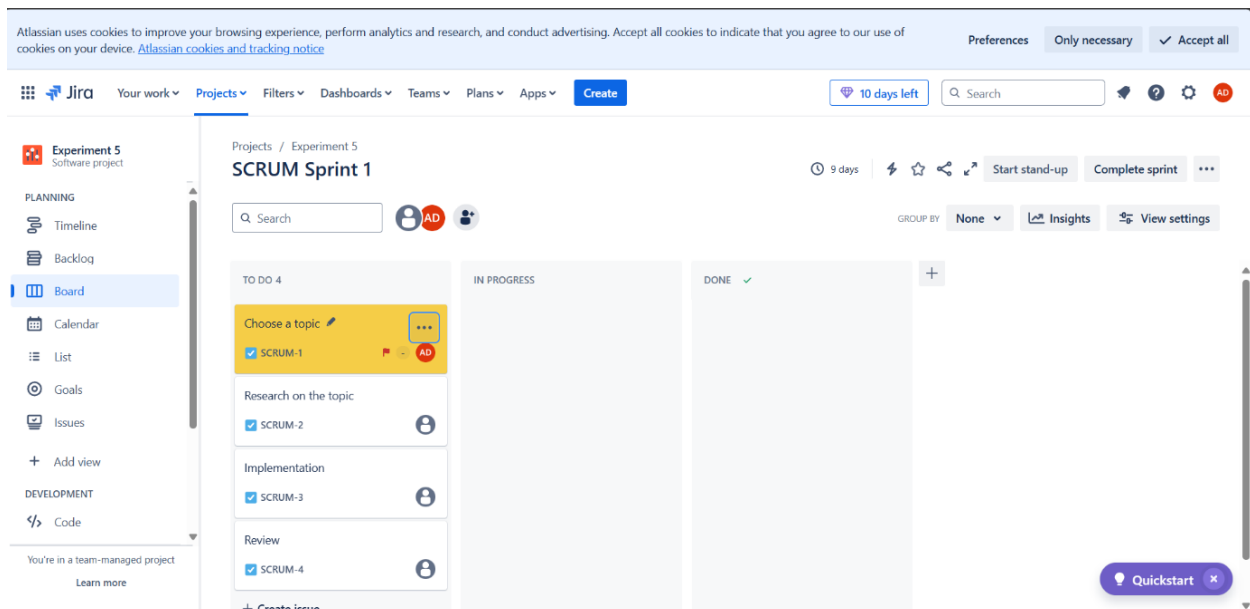 Atlassian uses cookies to improve your browsing experience, perform analytics and research, and conduct advertising. Accept all cookies to indicate that you agree to our use of
cookies on your device. Atlassian cookies and tracking notice
Preferences
Only necessary
Accept all
Jira
Your work
Projects
Filters
Dashboards
Teams
Plans
Apps
Create
10 days left
Search
AD
Experiment 5
Software project
PLANNING
Timeline
Backlog
Board
Calendar
List
Goals
Issues
+ Add view
DEVELOPMENT
</> Code
You're in a team-managed project
Learn more
Projects / Experiment 5
SCRUM Sprint 1
9 days
Start stand-up
Complete sprint
Search
AD
GROUP BY
None
Insights
View settings
TO DO 4
Choose a topic
SCRUM-1
-
AD
Research on the topic
SCRUM-2
Implementation
SCRUM-3
Review
SCRUM-4
+ Create issue
IN PROGRESS
DONE
+
Quickstart